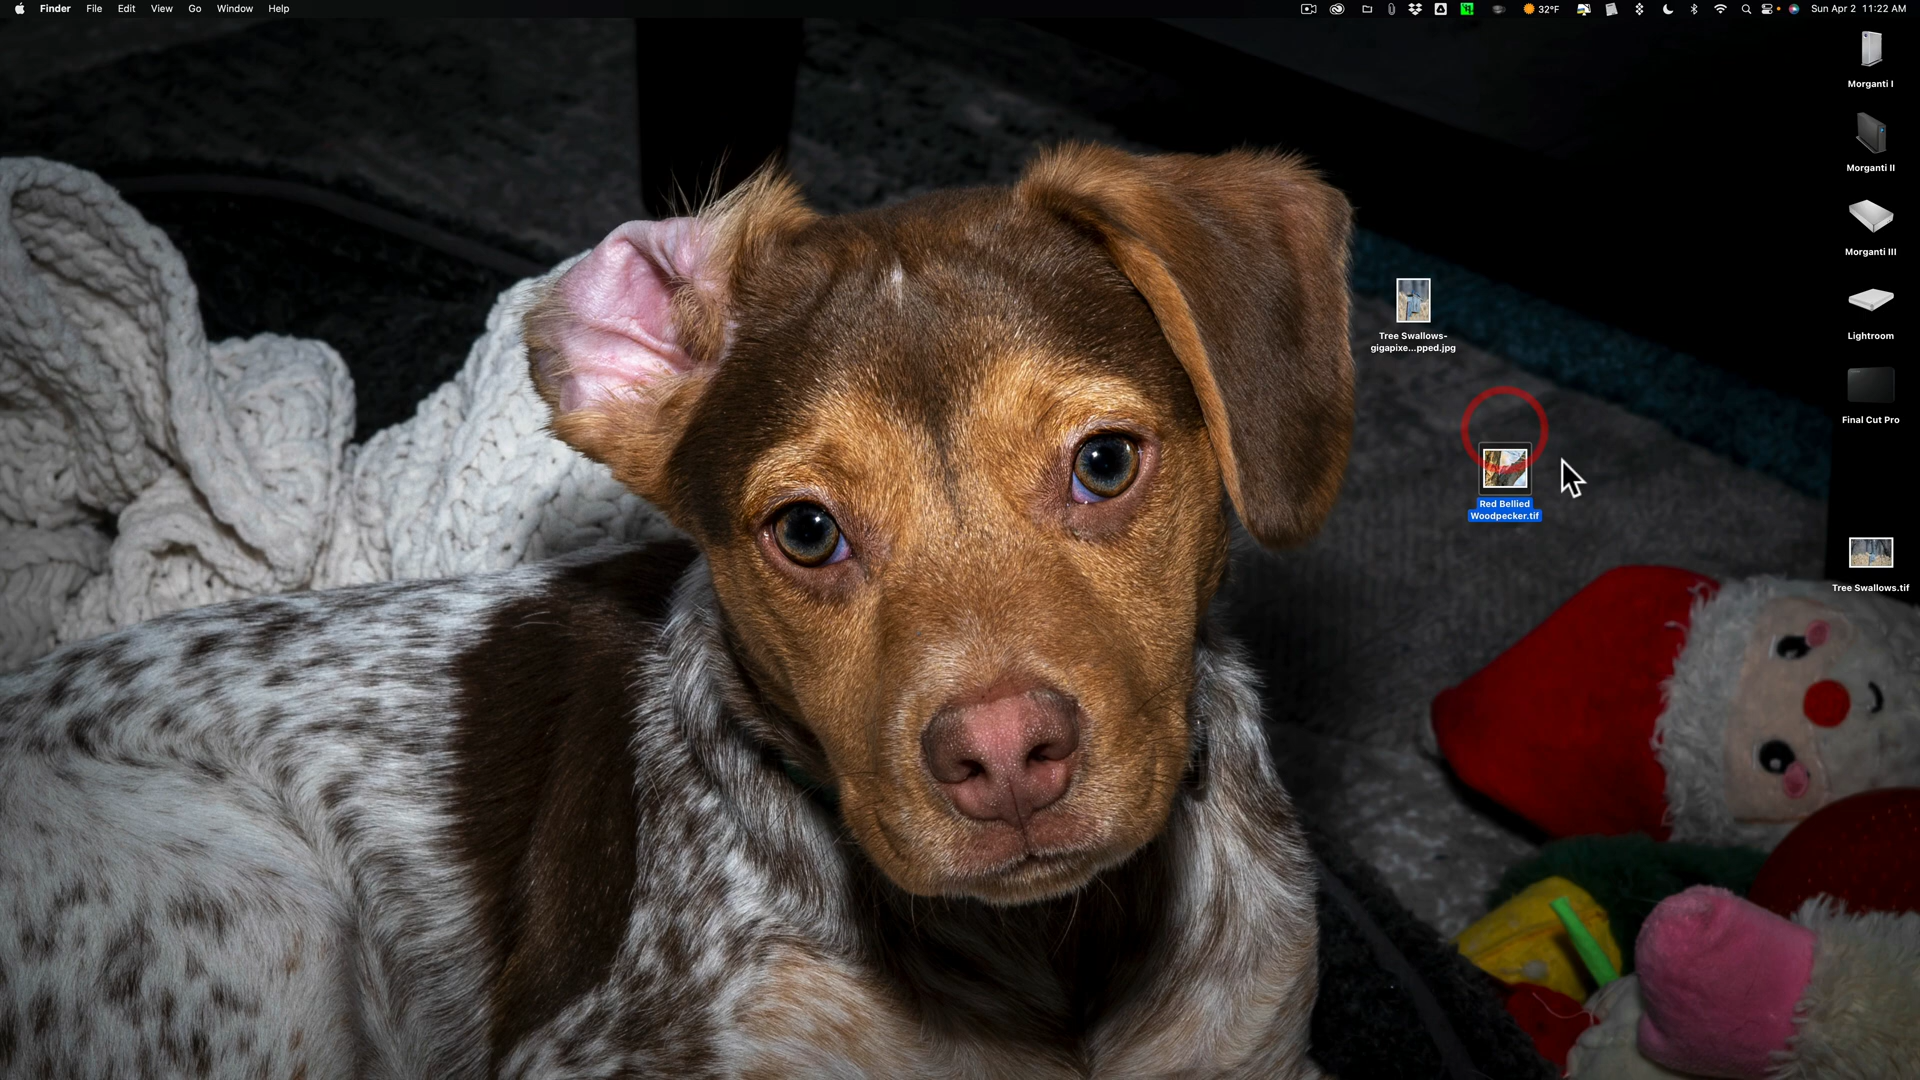 Finder File Edit View Go Window Help
32°F
Sun Apr 2 11:22 AM
Morganti I
Morganti II
Morganti III
Lightroom
Final Cut Pro
Tree Swallows-
gigapixe...pped.jpg
Red Bellied
Woodpecker.tif
Tree Swallows.tif